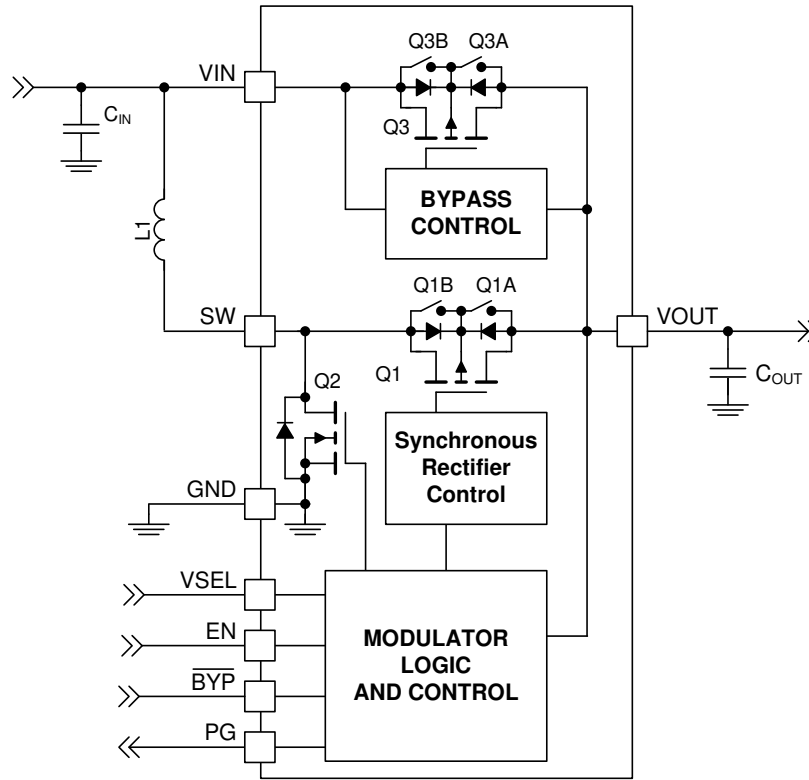 Q3B Q3A
VIN
C_IN
Q3
BYPASS
CONTROL
L1
Q1B Q1A
SW
VOUT
Q2
Q1
C_OUT
Synchronous
Rectifier
Control
GND
VSEL
EN
MODULATOR
LOGIC
AND CONTROL
B̅Y̅P̅
PG